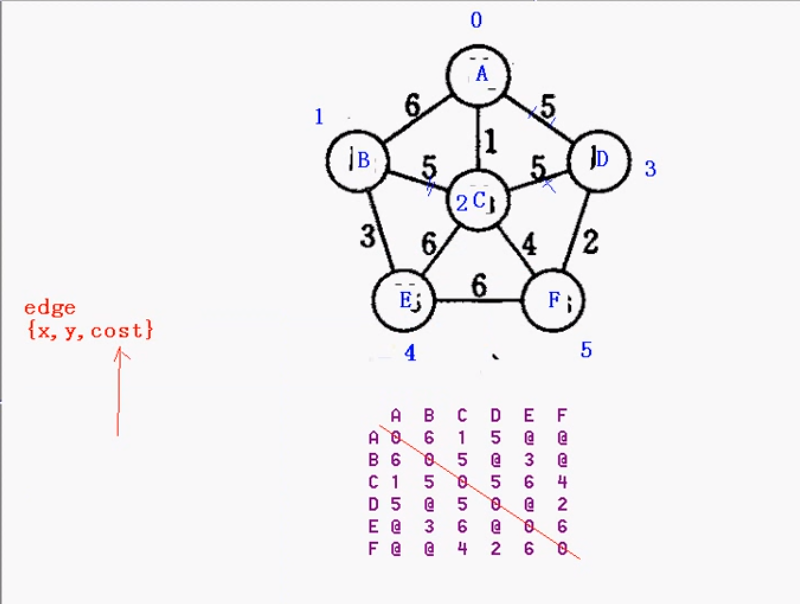 0
A
6
5
1
1
B
5
5
D
3
2C
3
6
4
2
E
6
F
4
5
edge
{x,y,cost}
A B C D E F
A 0 6 1 5 @ @
B 6 0 5 @ 3 @
C 1 5 0 5 6 4
D 5 @ 5 0 @ 2
E @ 3 6 @ 0 6
F @ @ 4 2 6 0